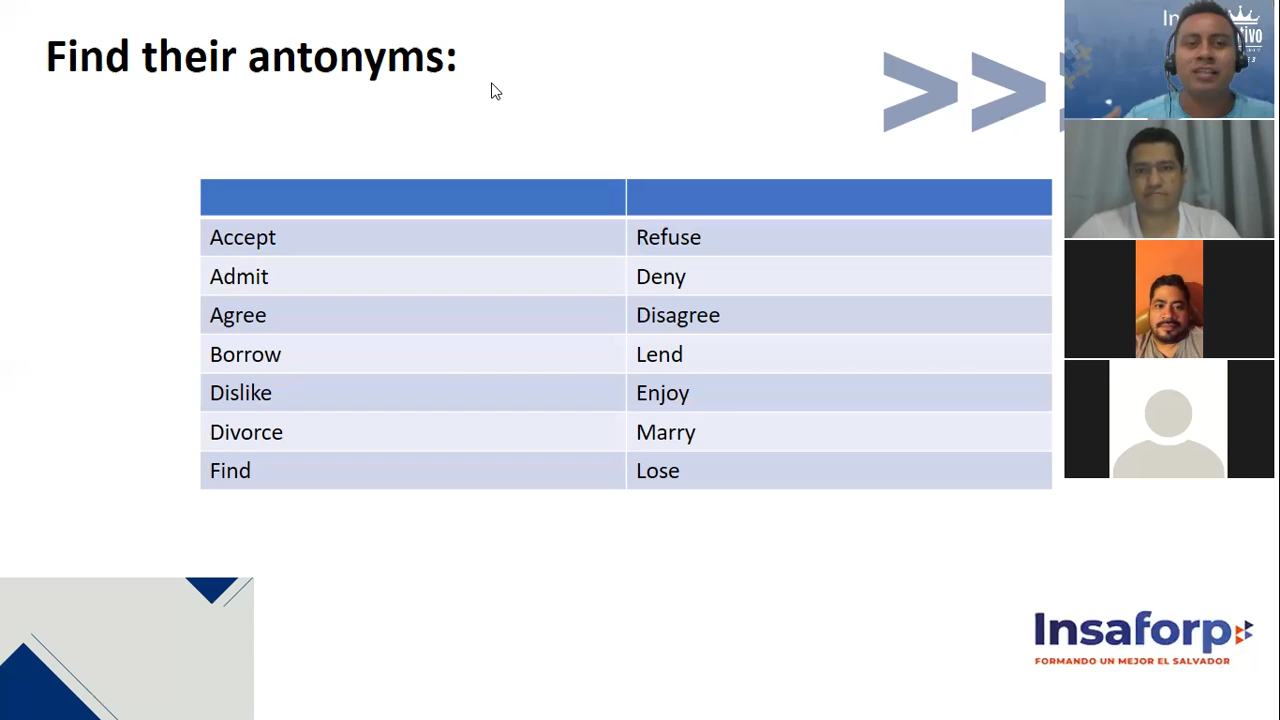 Find their antonyms:
Accept Refuse
Admit Deny
Agree Disagree
Borrow Lend
Dislike Enjoy
Divorce Marry
Find Lose
Insaforp
FORMANDO UN MEJOR EL SALVADOR